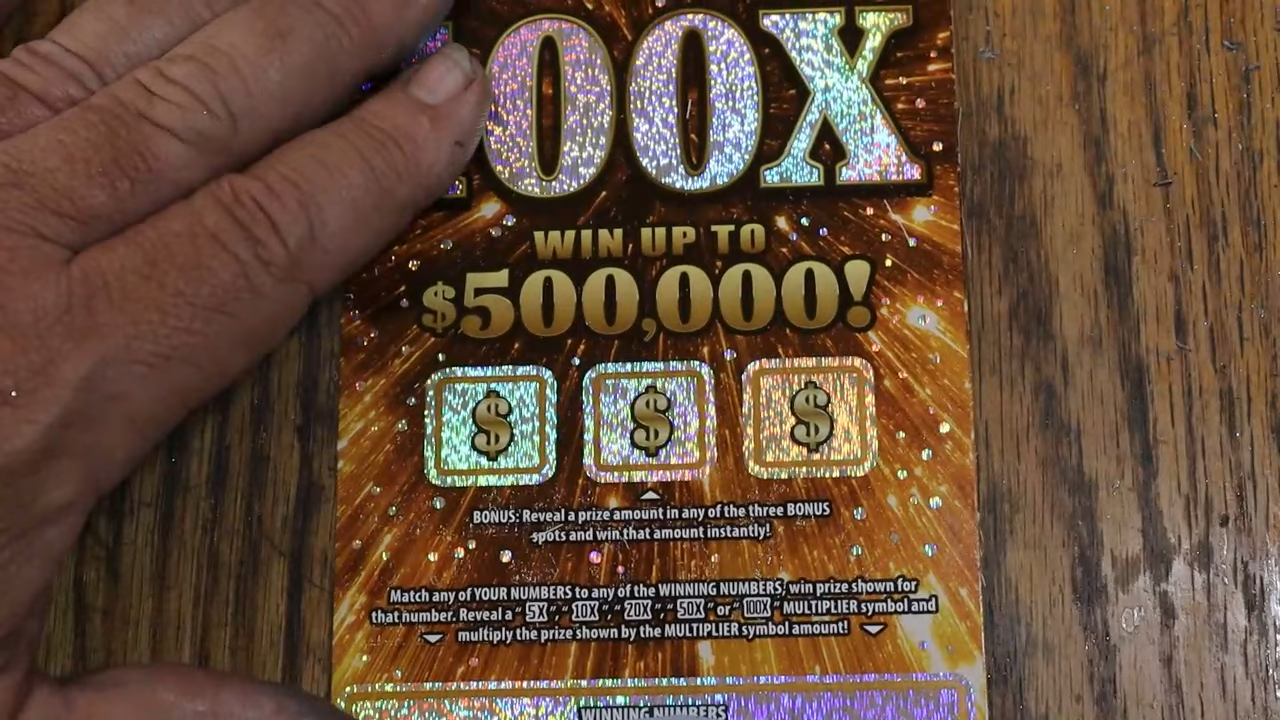 100X
WIN UP TO
$500,000!
$ $ $
BONUS: Reveal a prize amount in any of the three BONUS
spots and win that amount instantly!
Match any of YOUR NUMBERS to any of the WINNING NUMBERS, win prize shown for
that number. Reveal a "5X", "10X", "20X", "50X" or "100X" MULTIPLIER symbol and
multiply the prize shown by the MULTIPLIER symbol amount!
WINNING NUMBERS